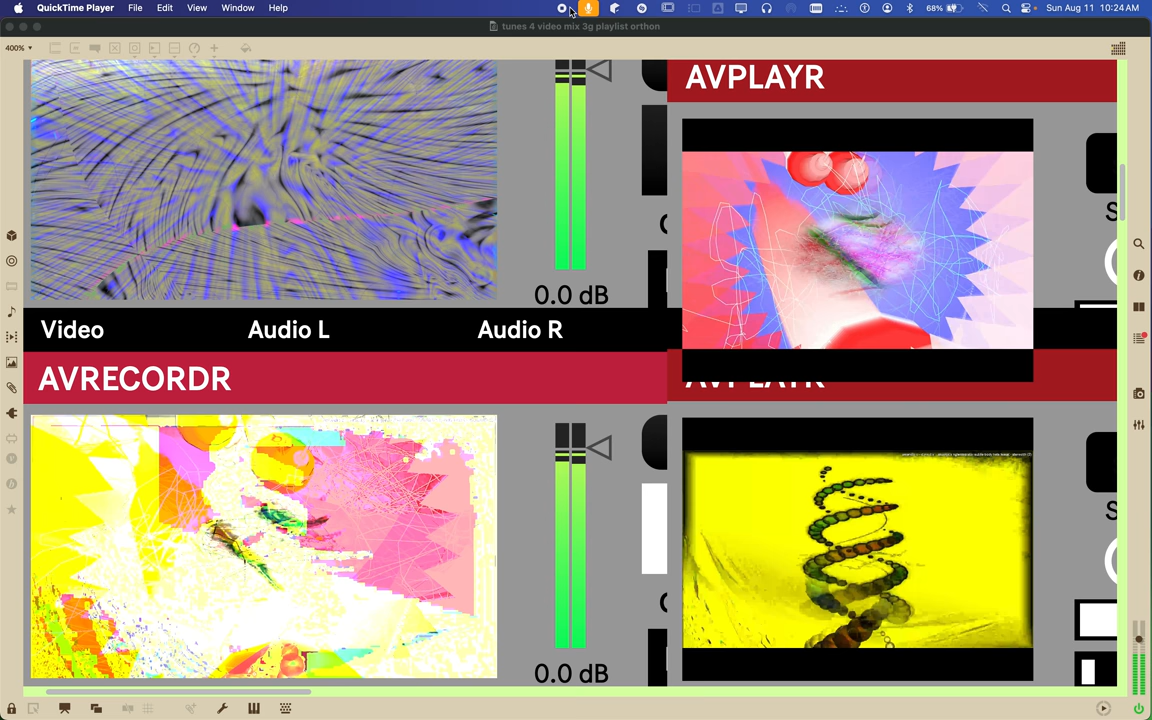 QuickTime Player File Edit View Window Help 68% Sun Aug 11 10:24 AM
tunes 4 video mix 3g playlist orthon
400%
AVPLAYR
S
0.0 dB
Video Audio L Audio R
AVRECORDR
AVPLAYR
S
0.0 dB